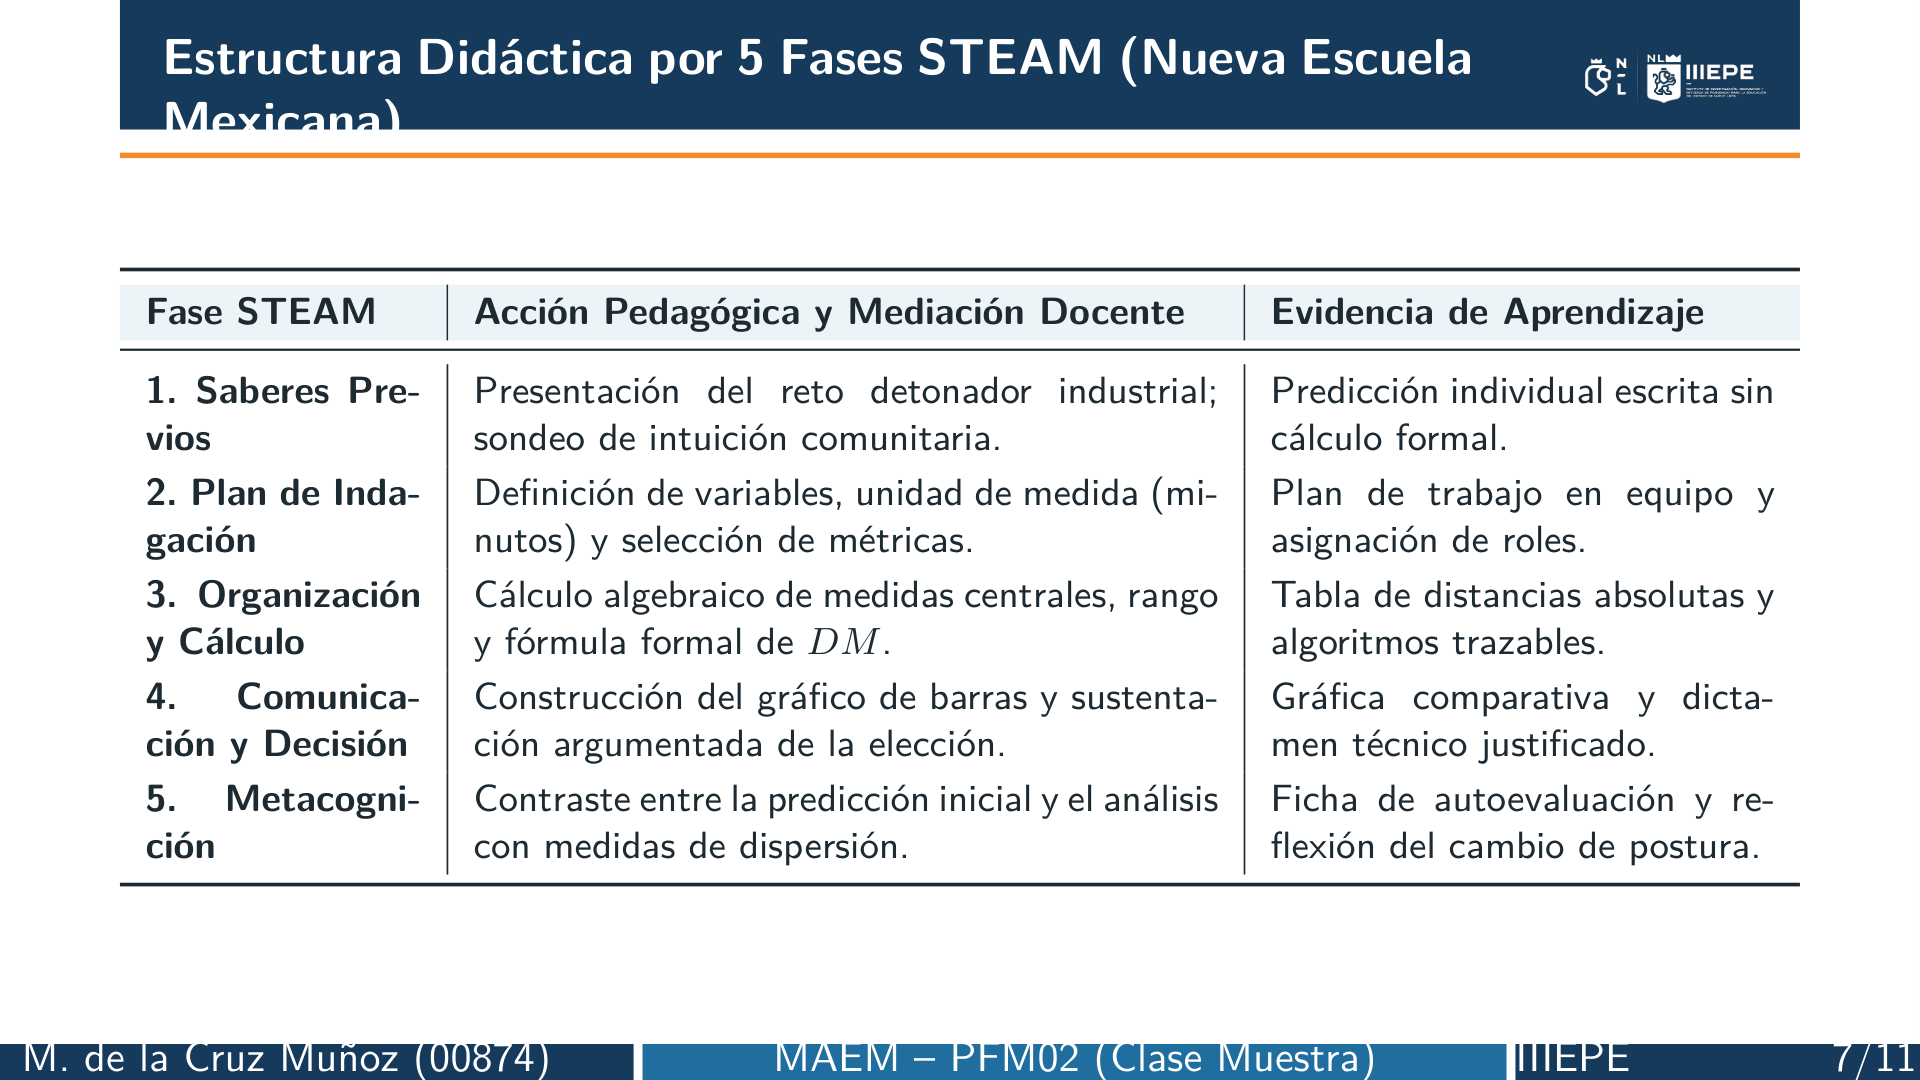 Estructura Didáctica por 5 Fases STEAM (Nueva Escuela
Mexicana)
N
L
NL
IIIEPE
Fase STEAM
Acción Pedagógica y Mediación Docente
Evidencia de Aprendizaje
1. Saberes Pre-
vios
Presentación del reto detonador industrial;
sondeo de intuición comunitaria.
Predicción individual escrita sin
cálculo formal.
2. Plan de Inda-
gación
Definición de variables, unidad de medida (mi-
nutos) y selección de métricas.
Plan de trabajo en equipo y
asignación de roles.
3. Organización
y Cálculo
Cálculo algebraico de medidas centrales, rango
y fórmula formal de DM.
Tabla de distancias absolutas y
algoritmos trazables.
4. Comunica-
ción y Decisión
Construcción del gráfico de barras y sustenta-
ción argumentada de la elección.
Gráfica comparativa y dicta-
men técnico justificado.
5. Metacogni-
ción
Contraste entre la predicción inicial y el análisis
con medidas de dispersión.
Ficha de autoevaluación y re-
flexión del cambio de postura.
M. de la Cruz Muñoz (00874)
MAEM – PFM02 (Clase Muestra)
IIIEPE
7/11